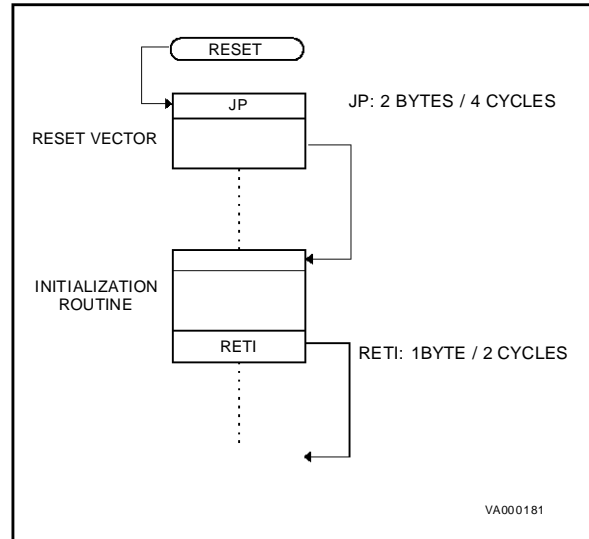 RESET
JP
JP: 2 BYTES / 4 CYCLES
RESET VECTOR
INITIALIZATION
ROUTINE
RETI
RETI: 1BYTE / 2 CYCLES
VA000181